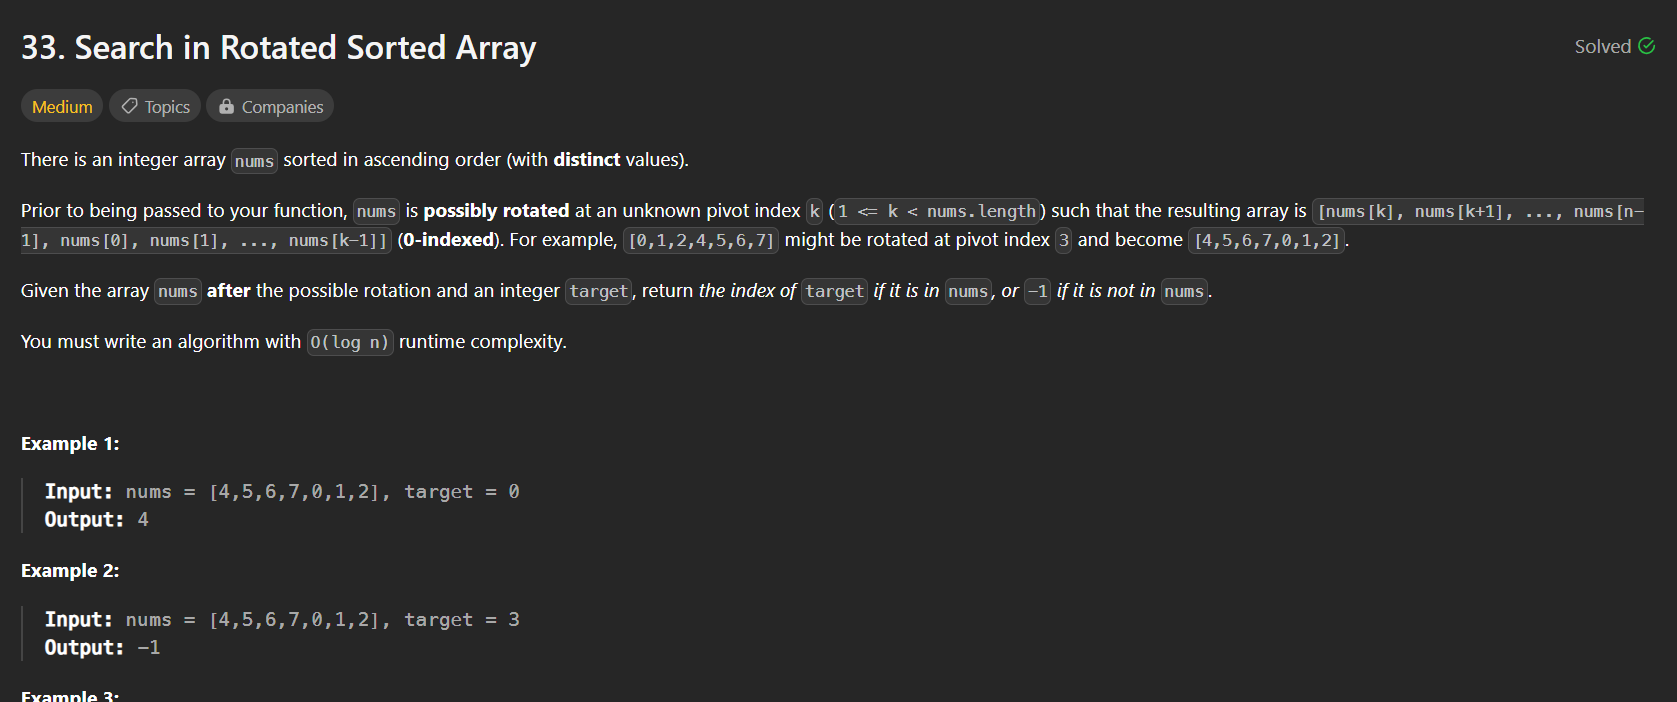 33. Search in Rotated Sorted Array
Solved
Medium Topics Companies
There is an integer array nums sorted in ascending order (with distinct values).
Prior to being passed to your function, nums is possibly rotated at an unknown pivot index k (1 <= k < nums.length) such that the resulting array is [nums[k], nums[k+1], ..., nums[n-
1], nums[0], nums[1], ..., nums[k-1]] (0-indexed). For example, [0,1,2,4,5,6,7] might be rotated at pivot index 3 and become [4,5,6,7,0,1,2].
Given the array nums after the possible rotation and an integer target, return the index of target if it is in nums, or -1 if it is not in nums.
You must write an algorithm with O(log n) runtime complexity.
Example 1:
Input: nums = [4,5,6,7,0,1,2], target = 0
Output: 4
Example 2:
Input: nums = [4,5,6,7,0,1,2], target = 3
Output: -1
Example 3: